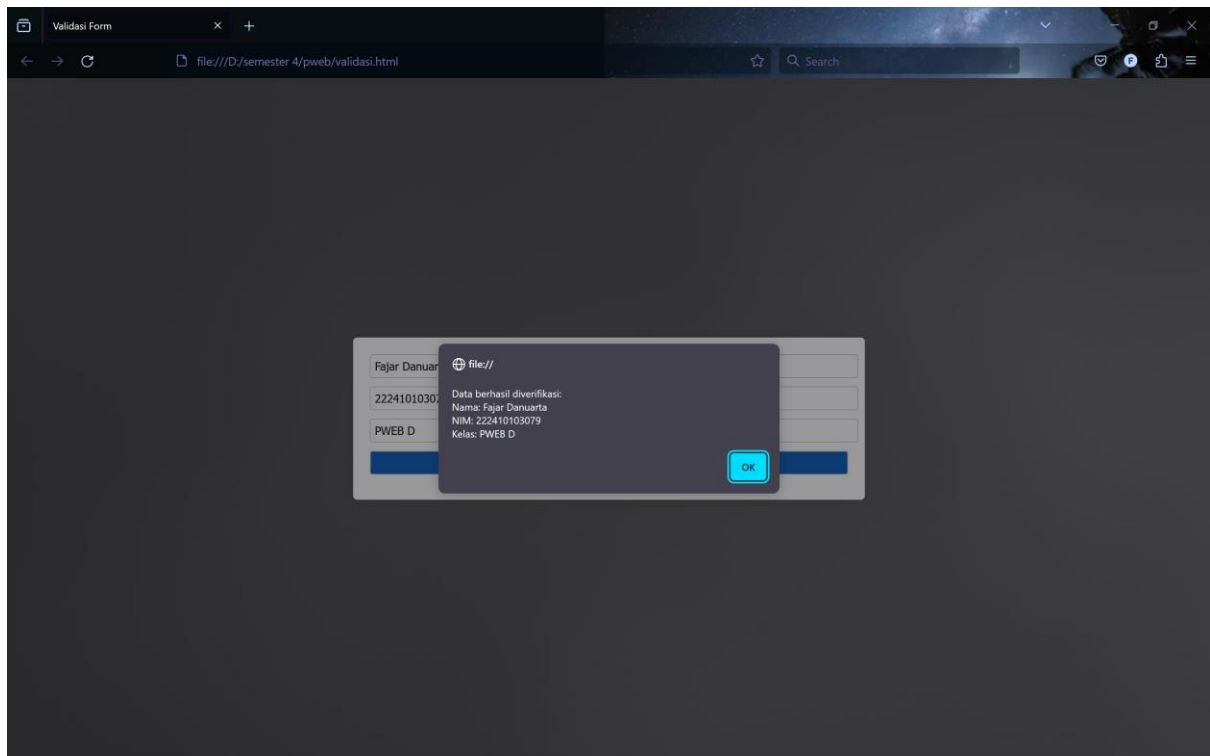 Validasi Form
file:///D:/semester 4/pweb/validasi.html
Search
F
Fajar Danuar
22241010307
PWEB D
file://
Data berhasil diverifikasi:
Nama: Fajar Danuarta
NIM: 222410103079
Kelas: PWEB D
OK